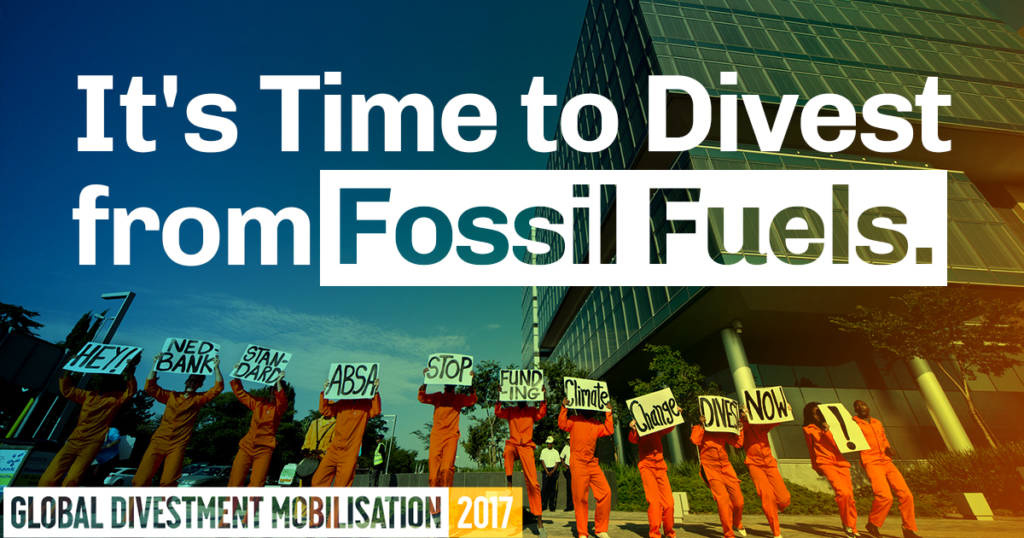 It's Time to Divest
from Fossil Fuels.
HEY!!
NED
BANK
STAN-
DARD
ABSA
STOP
FUND
ING
Climate
Change
DIVEST
NOW
!
GLOBAL DIVESTMENT MOBILISATION 2017